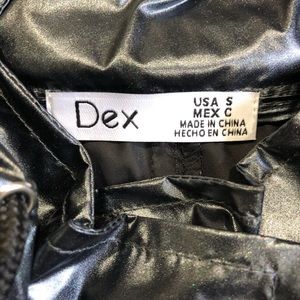 Dex
USA S
MEX C
MADE IN CHINA
HECHO EN CHINA